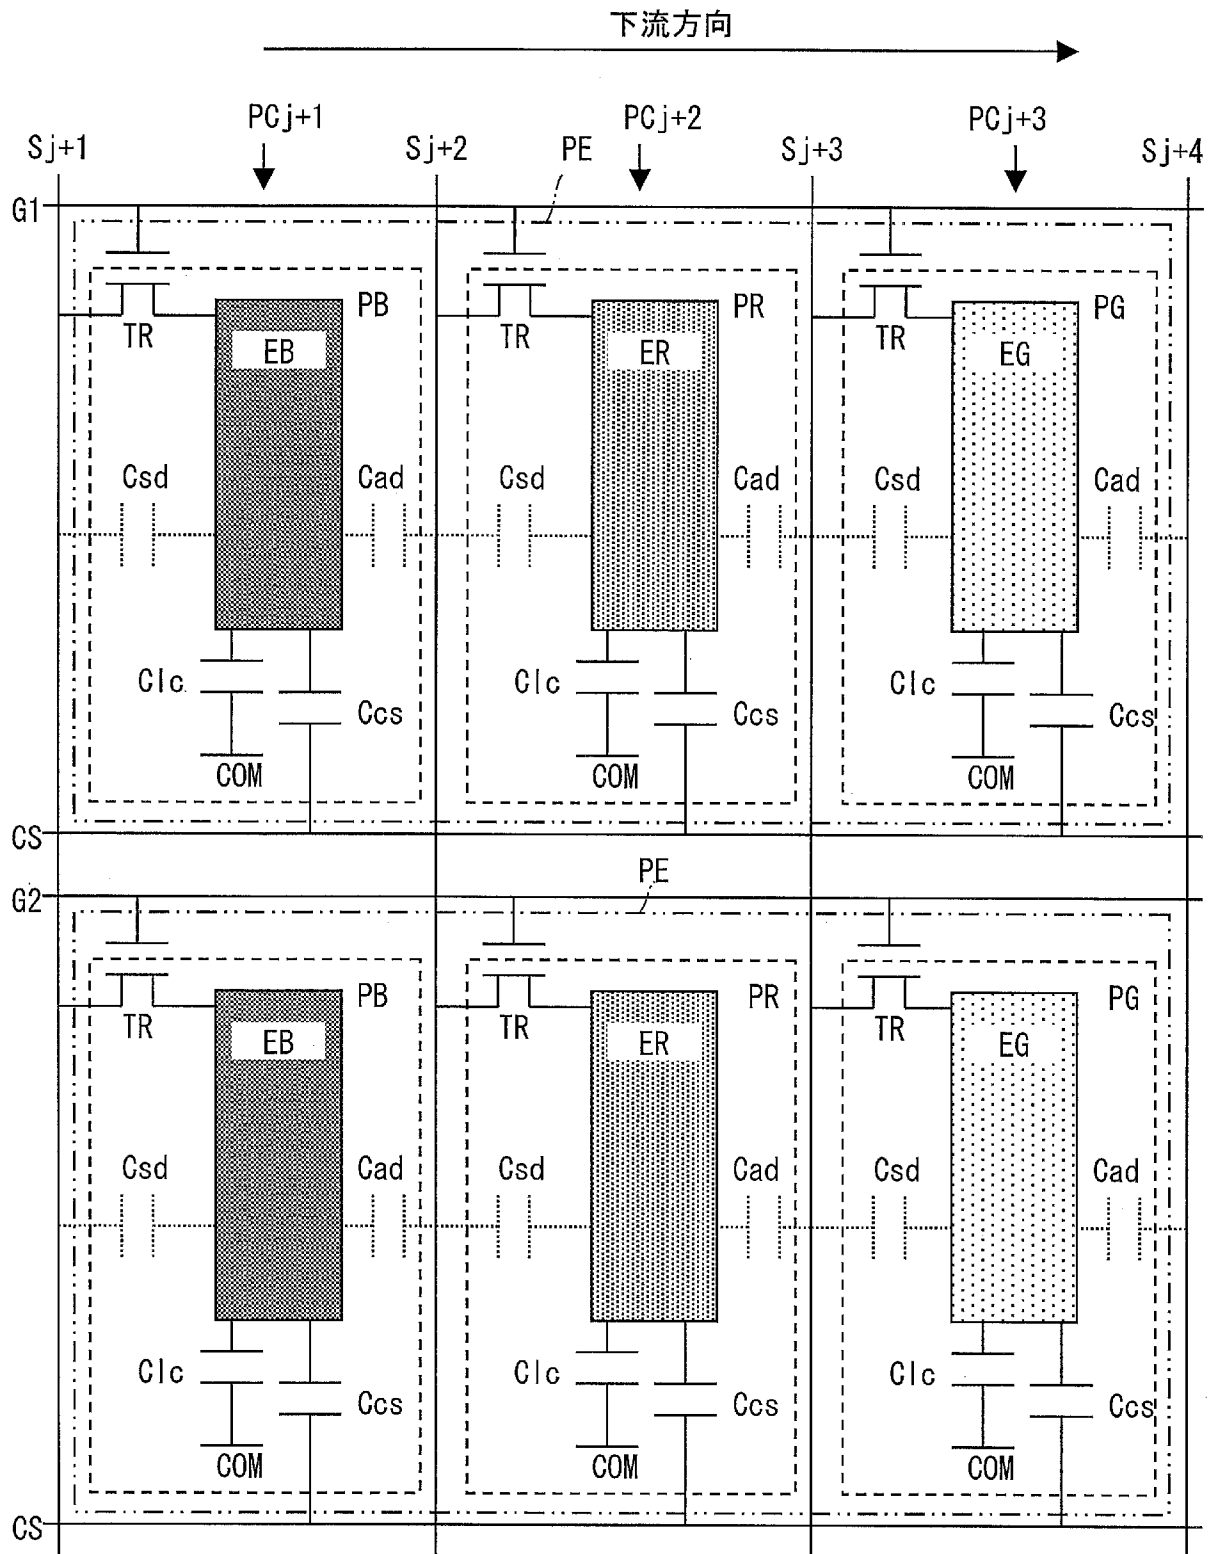 下流方向
PCj+1 PCj+2 PCj+3
Sj+1 Sj+2 PE Sj+3 Sj+4
G1
PB PR PG
TR TR TR
EB ER EG
Csd Cad Csd Cad Csd Cad
Clc Ccs Clc Ccs Clc Ccs
COM COM COM
CS
PE
G2
PB PR PG
TR TR TR
EB ER EG
Csd Cad Csd Cad Csd Cad
Clc Ccs Clc Ccs Clc Ccs
COM COM COM
CS